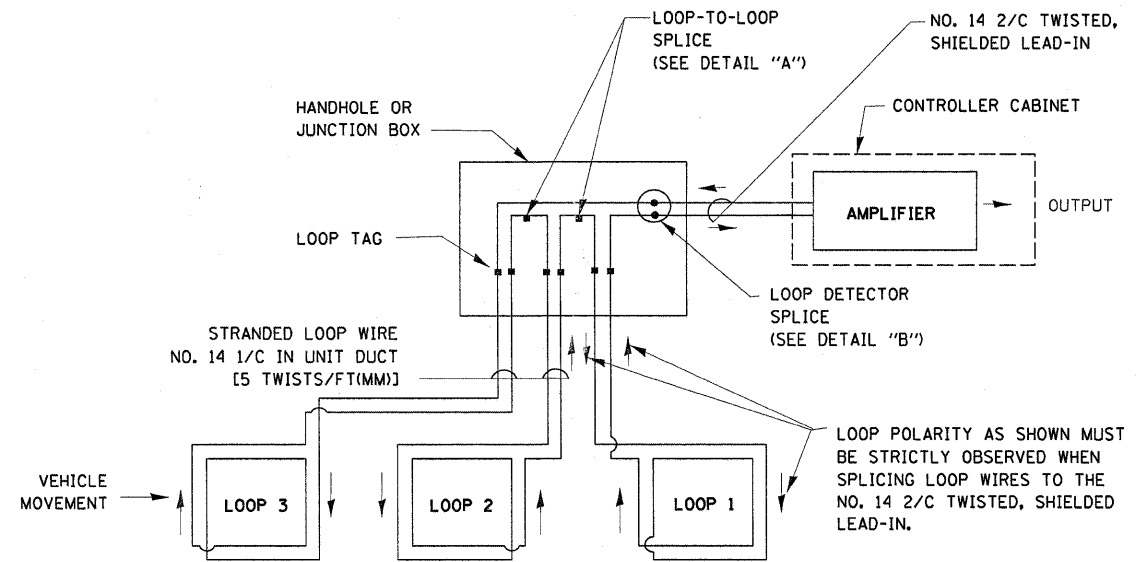 LOOP-TO-LOOP
SPLICE
(SEE DETAIL "A")
NO. 14 2/C TWISTED,
SHIELDED LEAD-IN
HANDHOLE OR
JUNCTION BOX
CONTROLLER CABINET
AMPLIFIER
OUTPUT
LOOP TAG
LOOP DETECTOR
SPLICE
(SEE DETAIL "B")
STRANDED LOOP WIRE
NO. 14 1/C IN UNIT DUCT
[5 TWISTS/FT(MM)]
LOOP POLARITY AS SHOWN MUST
BE STRICTLY OBSERVED WHEN
SPLICING LOOP WIRES TO THE
NO. 14 2/C TWISTED, SHIELDED
LEAD-IN.
VEHICLE
MOVEMENT
LOOP 3
LOOP 2
LOOP 1